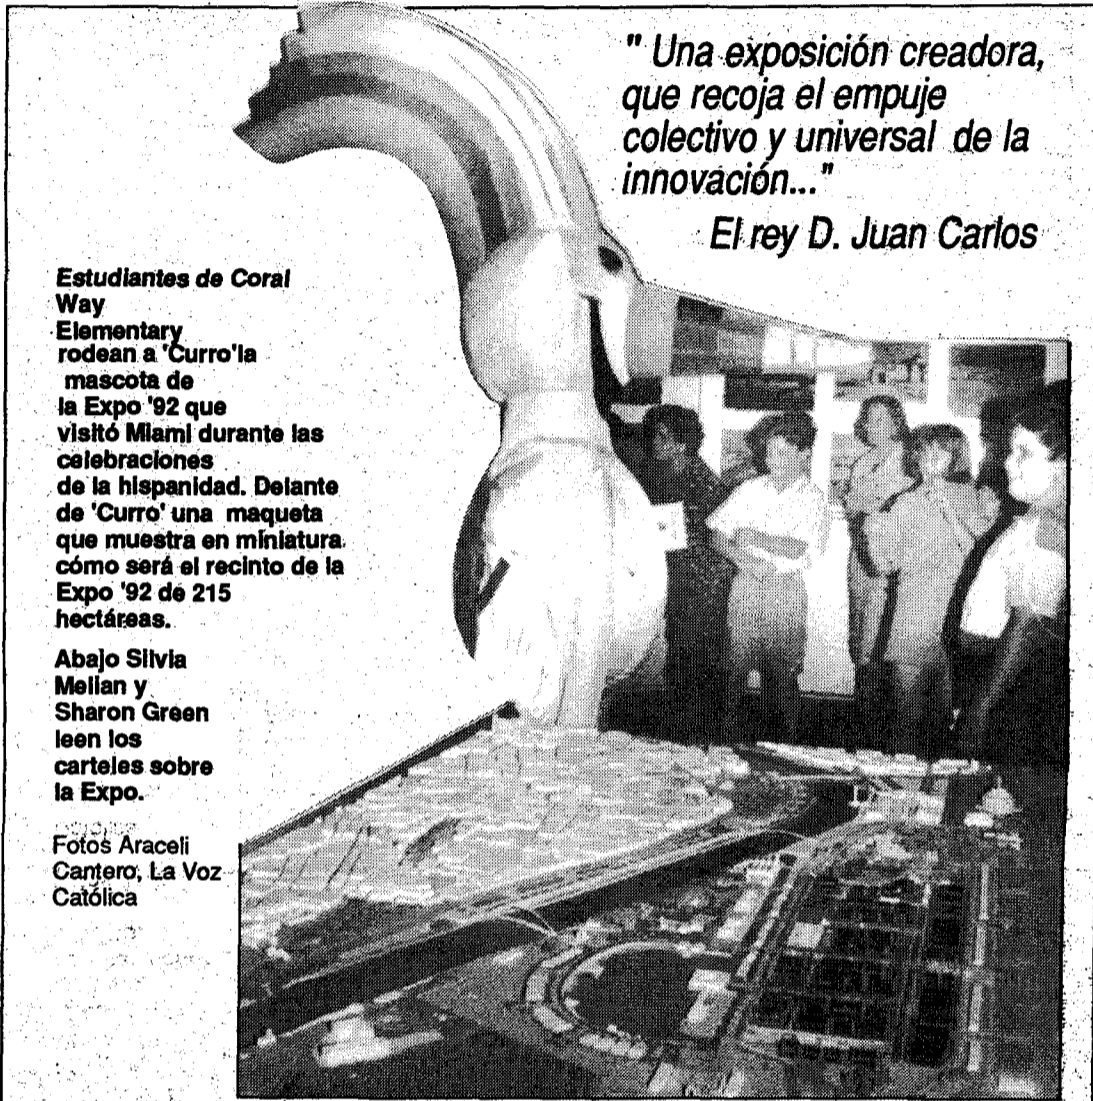 " Una exposición creadora,
que recoja el empuje
colectivo y universal de la
innovación..."
El rey D. Juan Carlos
Estudiantes de Coral
Way
Elementary
rodean a 'Curro'la
mascota de
la Expo '92 que
visitó Miami durante las
celebraciones
de la hispanidad. Delante
de 'Curro' una maqueta
que muestra en miniatura
cómo será el recinto de la
Expo '92 de 215
hectáreas.
Abajo Silvia
Melian y
Sharon Green
leen los
carteles sobre
la Expo.
Fotos Araceli
Cantero, La Voz
Católica